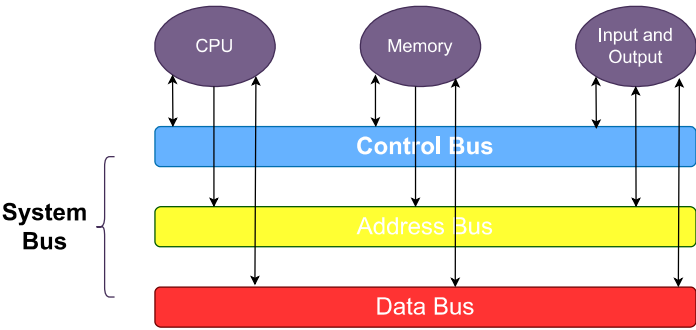 CPU
Memory
Input and
Output
Control Bus
System
Bus
Address Bus
Data Bus